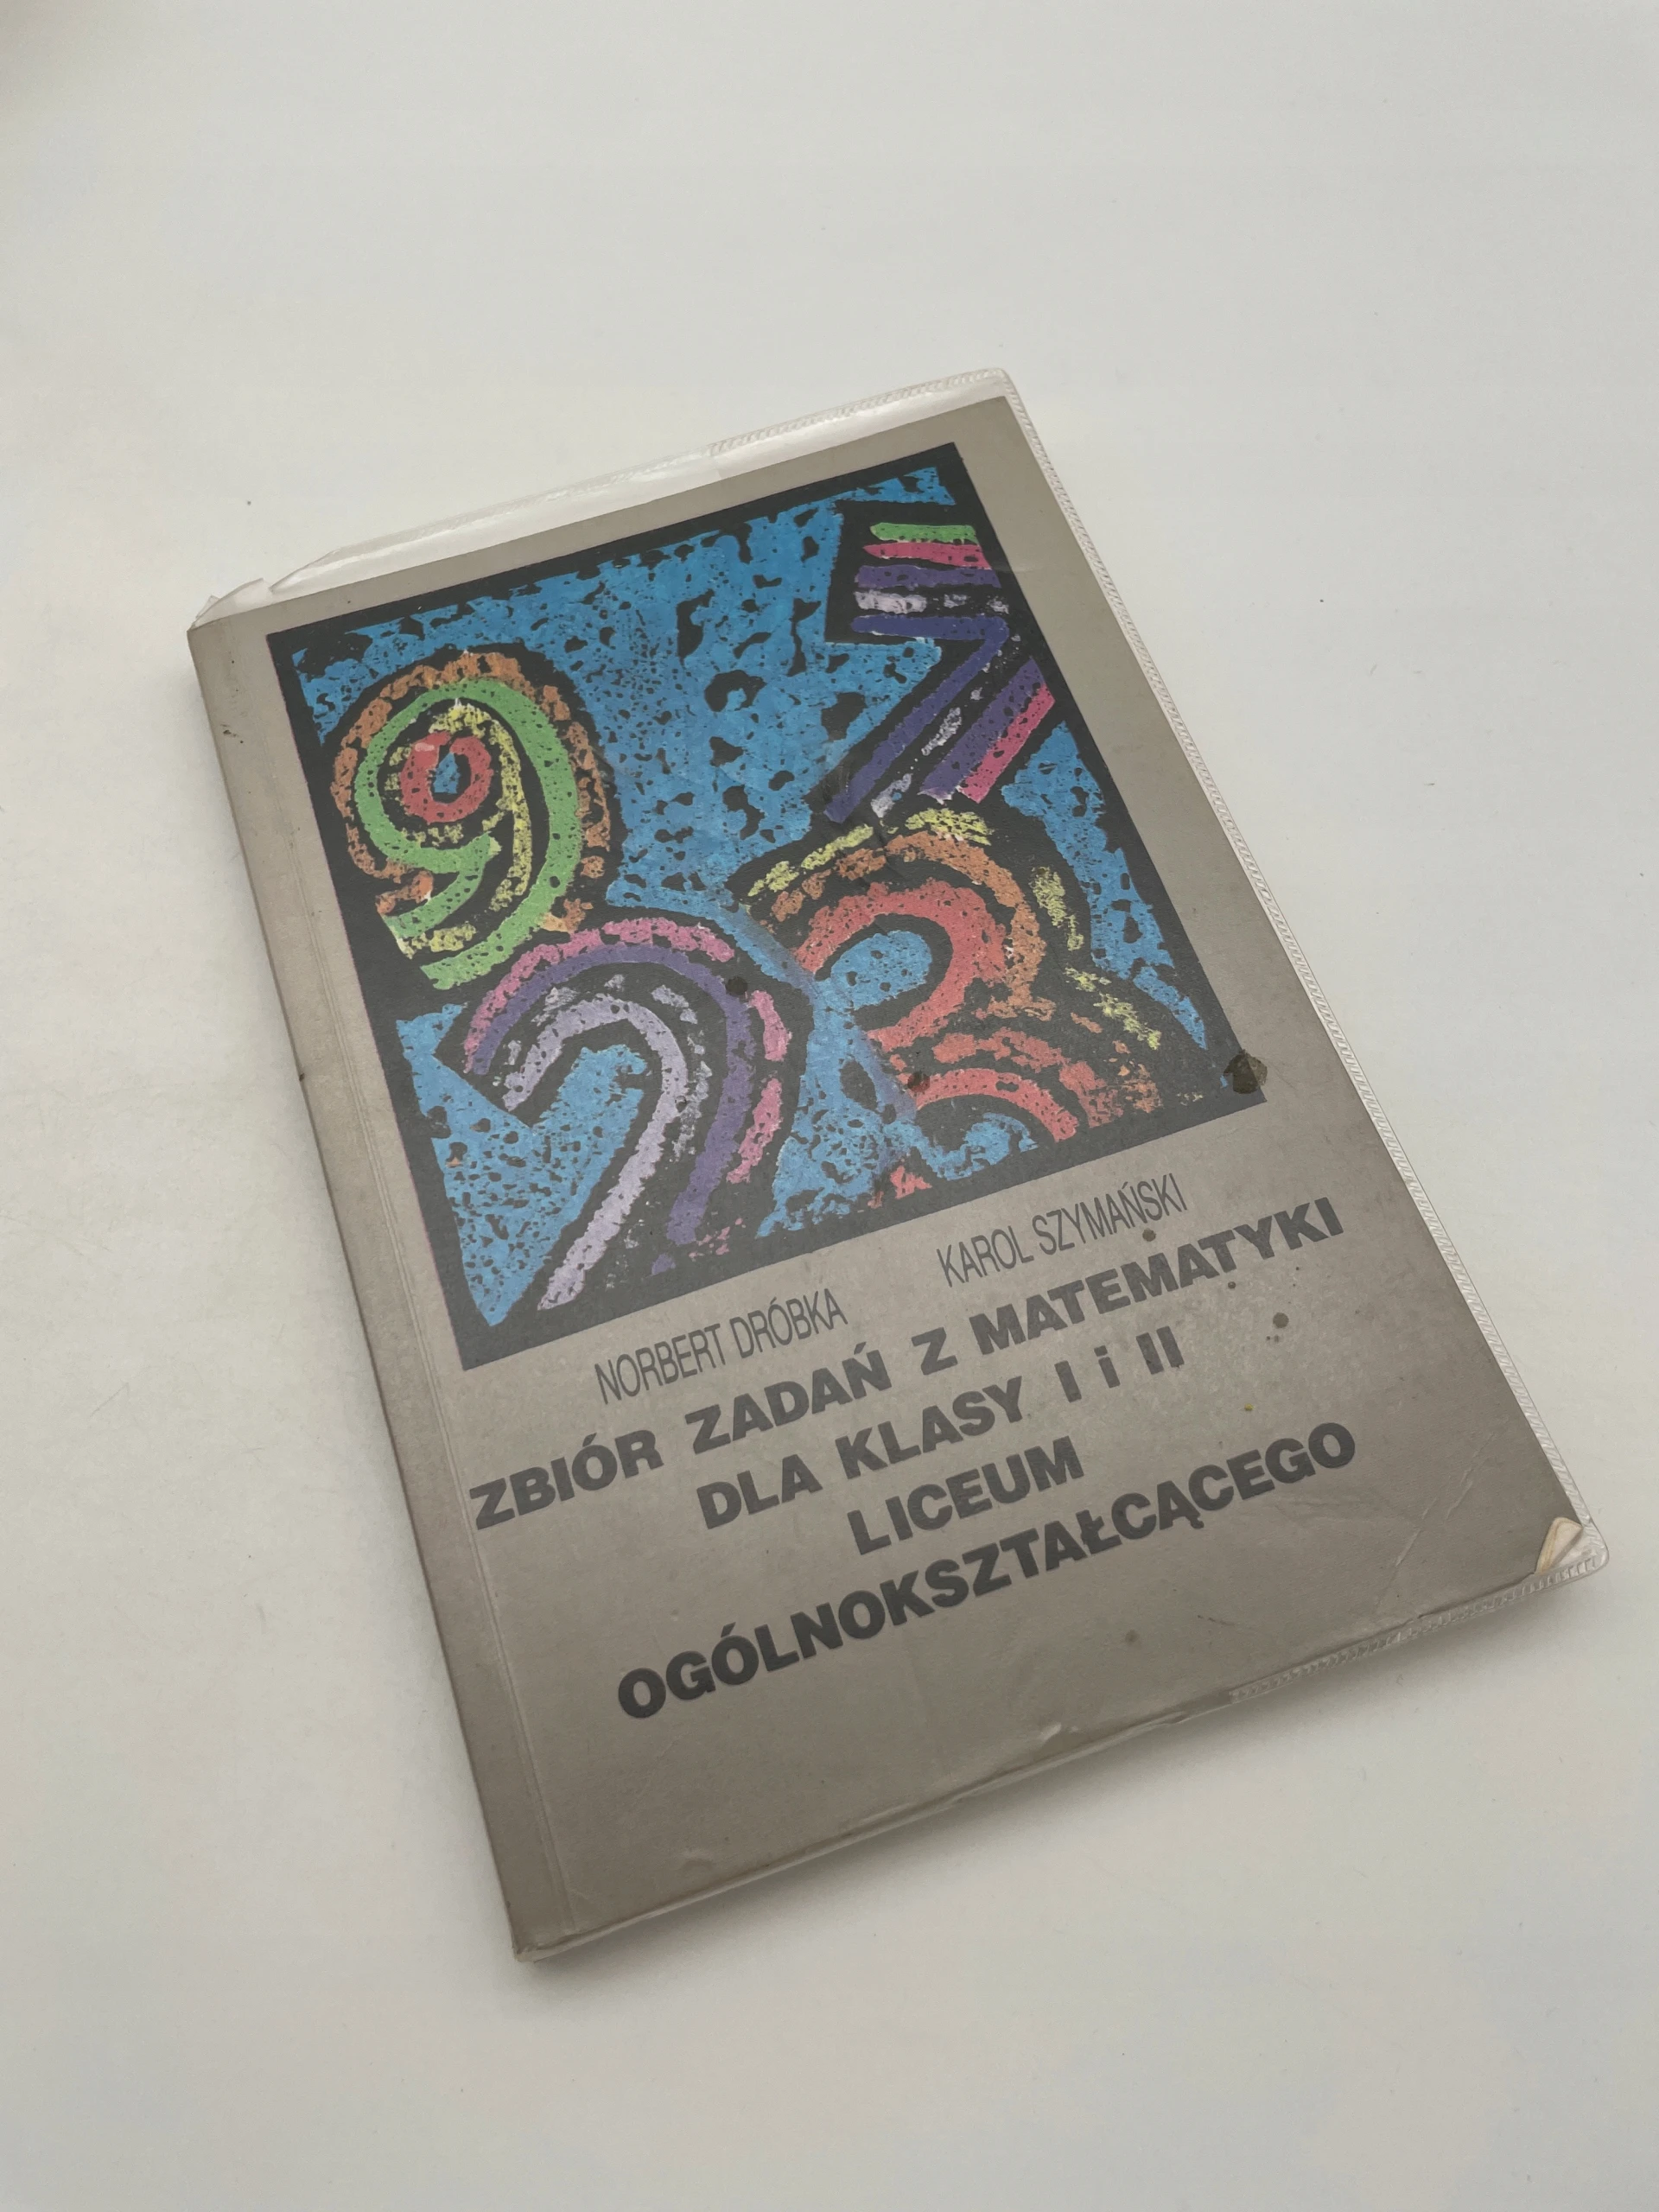 NORBERT DRÓBKA KAROL SZYMAŃSKI
ZBIÓR ZADAŃ Z MATEMATYKI
DLA KLASY I i II
LICEUM
OGÓLNOKSZTAŁCĄCEGO